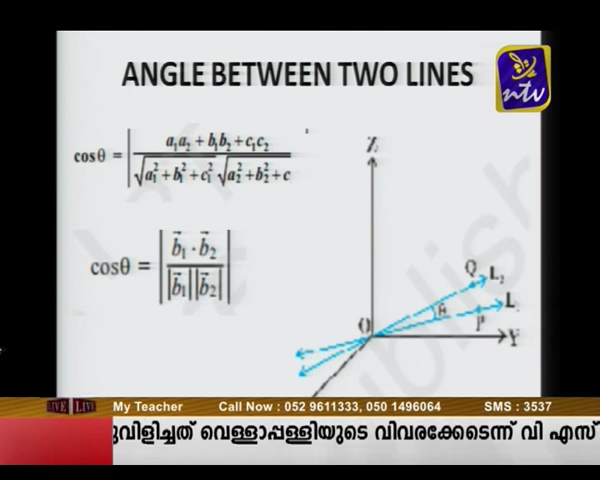 ANGLE BETWEEN TWO LINES
ntv
cosθ = | a₁a₂ + b₁b₂ + c₁c₂ / √a₁² + b₁² + c₁² √a₂² + b₂² + c
cosθ = | b⃗₁ · b⃗₂ / |b⃗₁||b⃗₂| |
Z
Q L₂
θ L
O P Y
LIVE LIVE My Teacher Call Now : 052 9611333, 050 1496064 SMS : 3537
വിളിച്ചത് വെള്ളാപ്പള്ളിയുടെ വിവരക്കേടെന്ന് വി എസ്